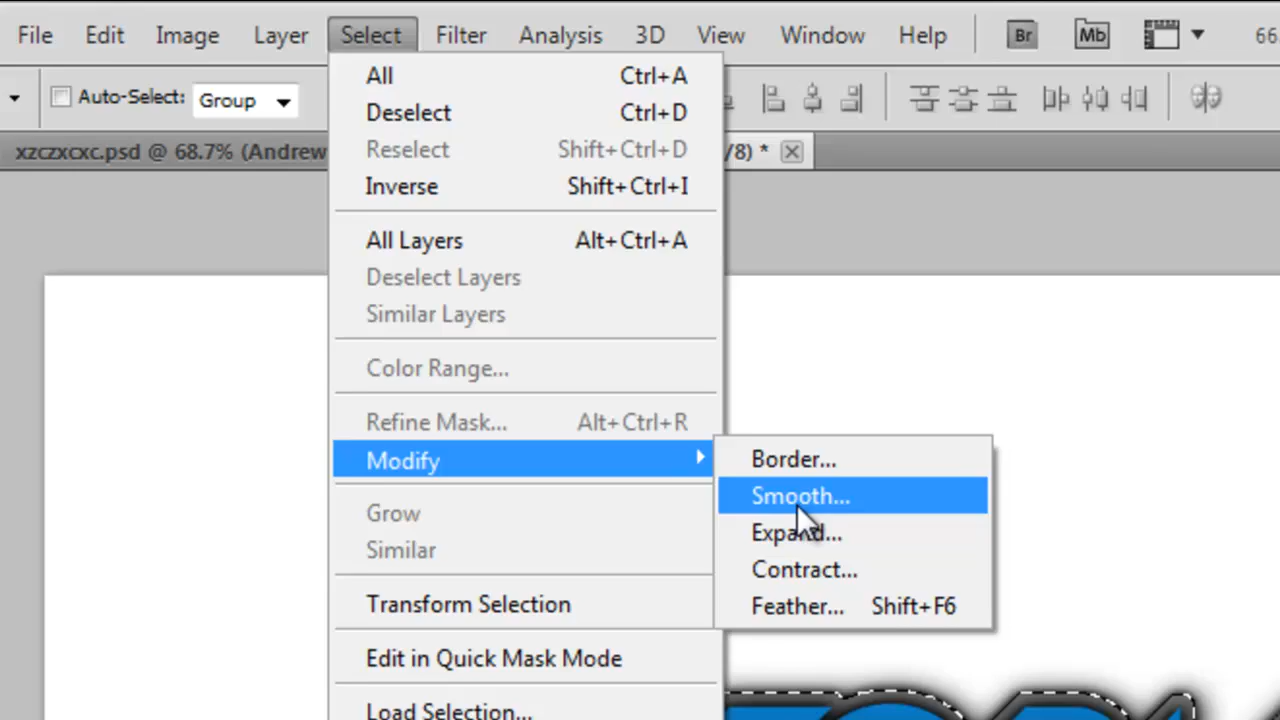 File Edit Image Layer Select Filter Analysis 3D View Window Help Br Mb 66
Auto-Select: Group
xzczxcxc.psd @ 68.7% (Andrew /8) *
All Ctrl+A
Deselect Ctrl+D
Reselect Shift+Ctrl+D
Inverse Shift+Ctrl+I
All Layers Alt+Ctrl+A
Deselect Layers
Similar Layers
Color Range...
Refine Mask... Alt+Ctrl+R
Modify
Grow
Similar
Transform Selection
Edit in Quick Mask Mode
Load Selection...
Border...
Smooth...
Expand...
Contract...
Feather... Shift+F6